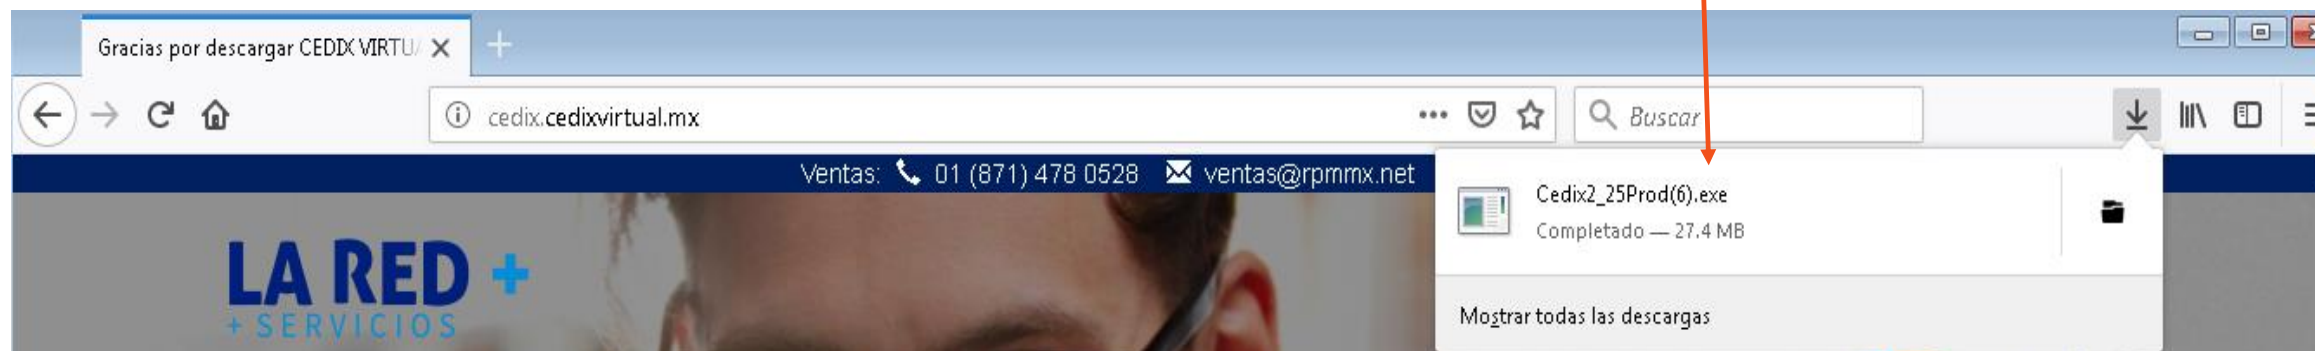 Gracias por descargar CEDIX VIRTU
cedix.cedixvirtual.mx
Buscar
Ventas: 01 (871) 478 0528 ventas@rpmmx.net
Cedix2_25Prod(6).exe
Completado — 27.4 MB
Mostrar todas las descargas
LA RED +
+ SERVICIOS